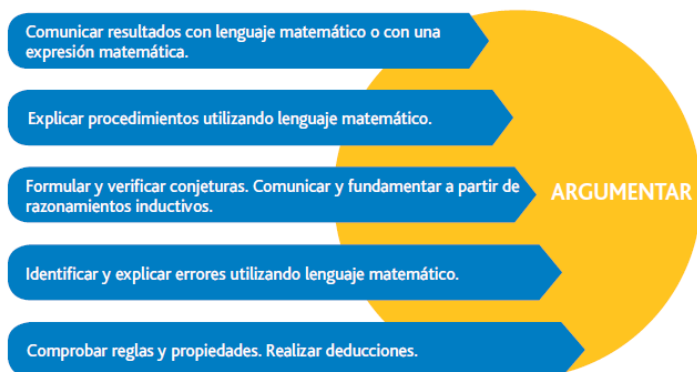 Comunicar resultados con lenguaje matemático o con una
expresión matemática.
Explicar procedimientos utilizando lenguaje matemático.
Formular y verificar conjeturas. Comunicar y fundamentar a partir de
razonamientos inductivos.
ARGUMENTAR
Identificar y explicar errores utilizando lenguaje matemático.
Comprobar reglas y propiedades. Realizar deducciones.